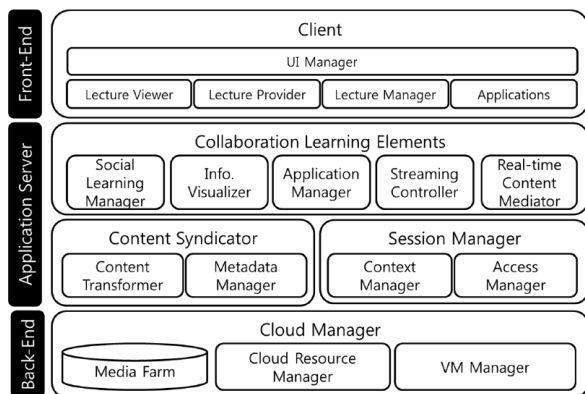 Front-End
Client
UI Manager
Lecture Viewer
Lecture Provider
Lecture Manager
Applications
Application Server
Collaboration Learning Elements
Social
Learning
Manager
Info.
Visualizer
Application
Manager
Streaming
Controller
Real-time
Content
Mediator
Content Syndicator
Content
Transformer
Metadata
Manager
Session Manager
Context
Manager
Access
Manager
Back-End
Cloud Manager
Media Farm
Cloud Resource
Manager
VM Manager